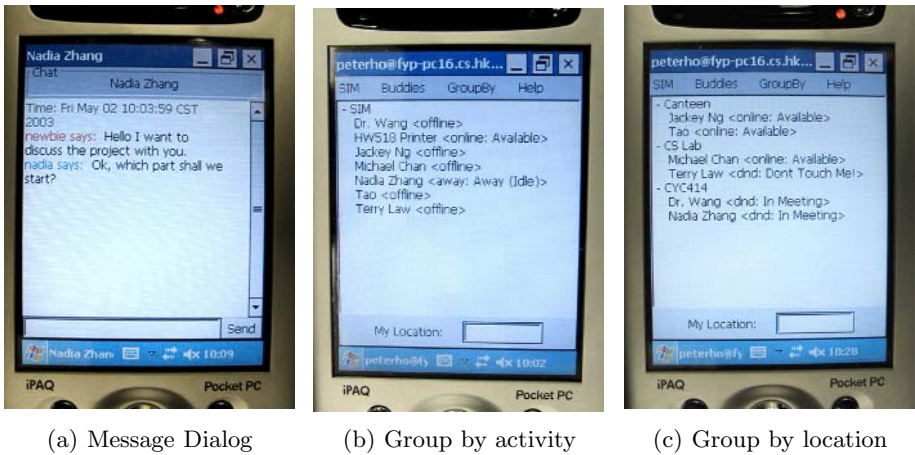 Nadia Zhang
Chat
Nadia Zhang
Time: Fri May 02 10:03:59 CST
2003
newbie says: Hello I want to
discuss the project with you.
nadia says: Ok, which part shall we
start?
Send
Nadia Zhan
10:09
iPAQ
Pocket PC
(a) Message Dialog
peterho@fyp-pc16.cs.hk...
SIM Buddies GroupBy Help
- SIM
Dr. Wang <offline>
HW518 Printer <online: Available>
Jackey Ng <offline>
Michael Chan <offline>
Nadia Zhang <away: Away (Idle)>
Tao <offline>
Terry Law <offline>
My Location:
peterho@fy
10:02
iPAQ
Pocket PC
(b) Group by activity
peterho@fyp-pc16.cs.hk...
SIM Buddies GroupBy Help
- Canteen
Jackey Ng <online: Available>
Tao <online: Available>
- CS Lab
Michael Chan <online: Available>
Terry Law <dnd: Dont Touch Me!>
- CYC414
Dr. Wang <dnd: In Meeting>
Nadia Zhang <dnd: In Meeting>
My Location:
peterho@fy
10:28
iPAQ
Pocket PC
(c) Group by location